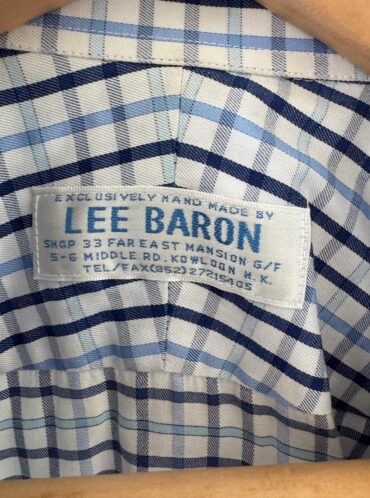 EXCLUSIVELY HAND MADE BY
LEE BARON
SHOP 33 FAR EAST MANSION G/F
5-6 MIDDLE RD. KOWLOON H.K.
TEL/FAX(852)27215405